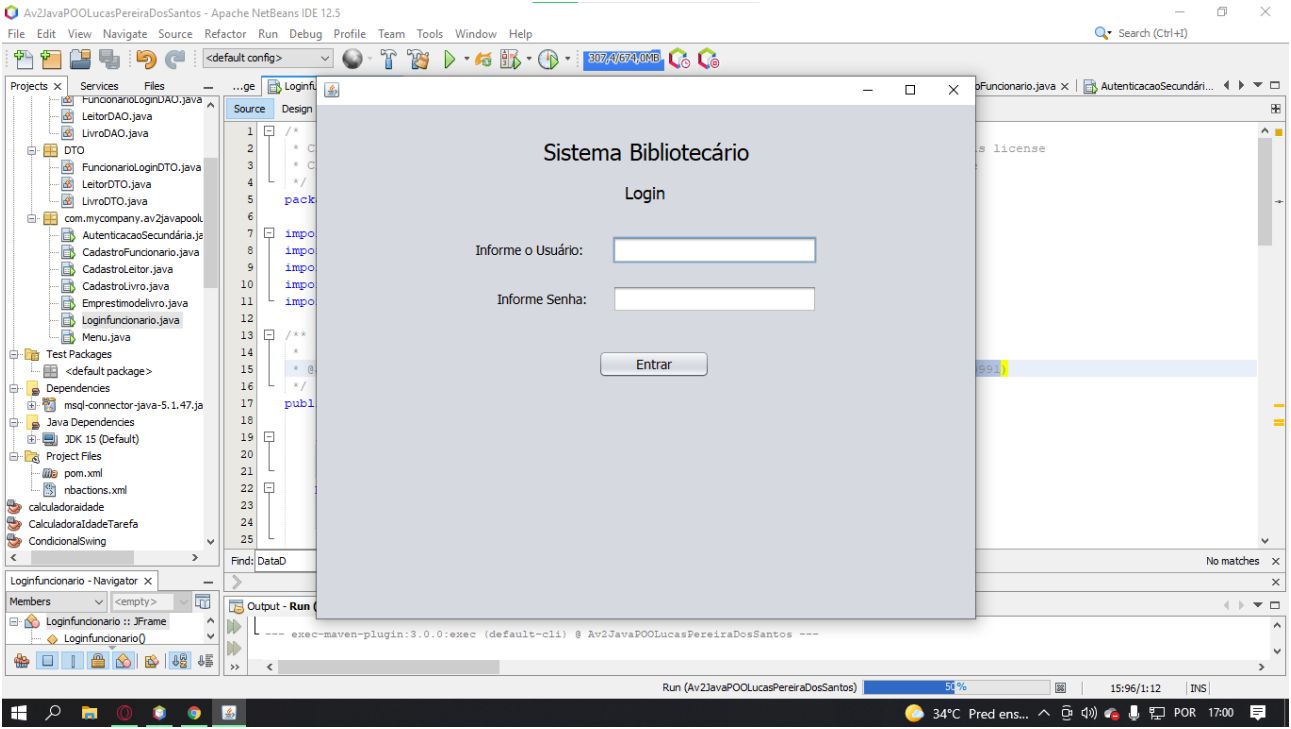 Av2JavaPOOLucasPereiraDosSantos - Apache NetBeans IDE 12.5
File Edit View Navigate Source Refactor Run Debug Profile Team Tools Window Help
Search (Ctrl+I)
<default config>
307,4/674,0MB
Projects Services Files
...ge Loginfu
oFuncionario.java AutenticacaoSecundári...
Source Design
FuncionarioLoginDAO.java
LeitorDAO.java
LivroDAO.java
DTO
FuncionarioLoginDTO.java
LeitorDTO.java
LivroDTO.java
com.mycompany.av2javapoolu
AutenticacaoSecundária.ja
CadastroFuncionario.java
CadastroLeitor.java
CadastroLivro.java
Emprestimodelivro.java
Loginfuncionario.java
Menu.java
Test Packages
<default package>
Dependencies
msql-connector-java-5.1.47.ja
Java Dependencies
JDK 15 (Default)
Project Files
pom.xml
nbactions.xml
calculadoraidade
CalculadoraIdadeTarefa
CondicionalSwing
1 /*
2 * C s license
3 * C
4 */
5 pack
6
7 impo
8 impo
9 impo
10 impo
11 impo
12
13 /**
14 *
15 * @ 991)
16 */
17 publ
18
19
20
21
22
23
24
25
Sistema Bibliotecário
Login
Informe o Usuário:
Informe Senha:
Entrar
Find: DataD
No matches
Loginfuncionario - Navigator
Members <empty>
Loginfuncionario :: JFrame
Loginfuncionario()
Output - Run (
--- exec-maven-plugin:3.0.0:exec (default-cli) @ Av2JavaPOOLucasPereiraDosSantos ---
Run (Av2JavaPOOLucasPereiraDosSantos) 50% 15:96/1:12 INS
34°C Pred ens... POR 17:00